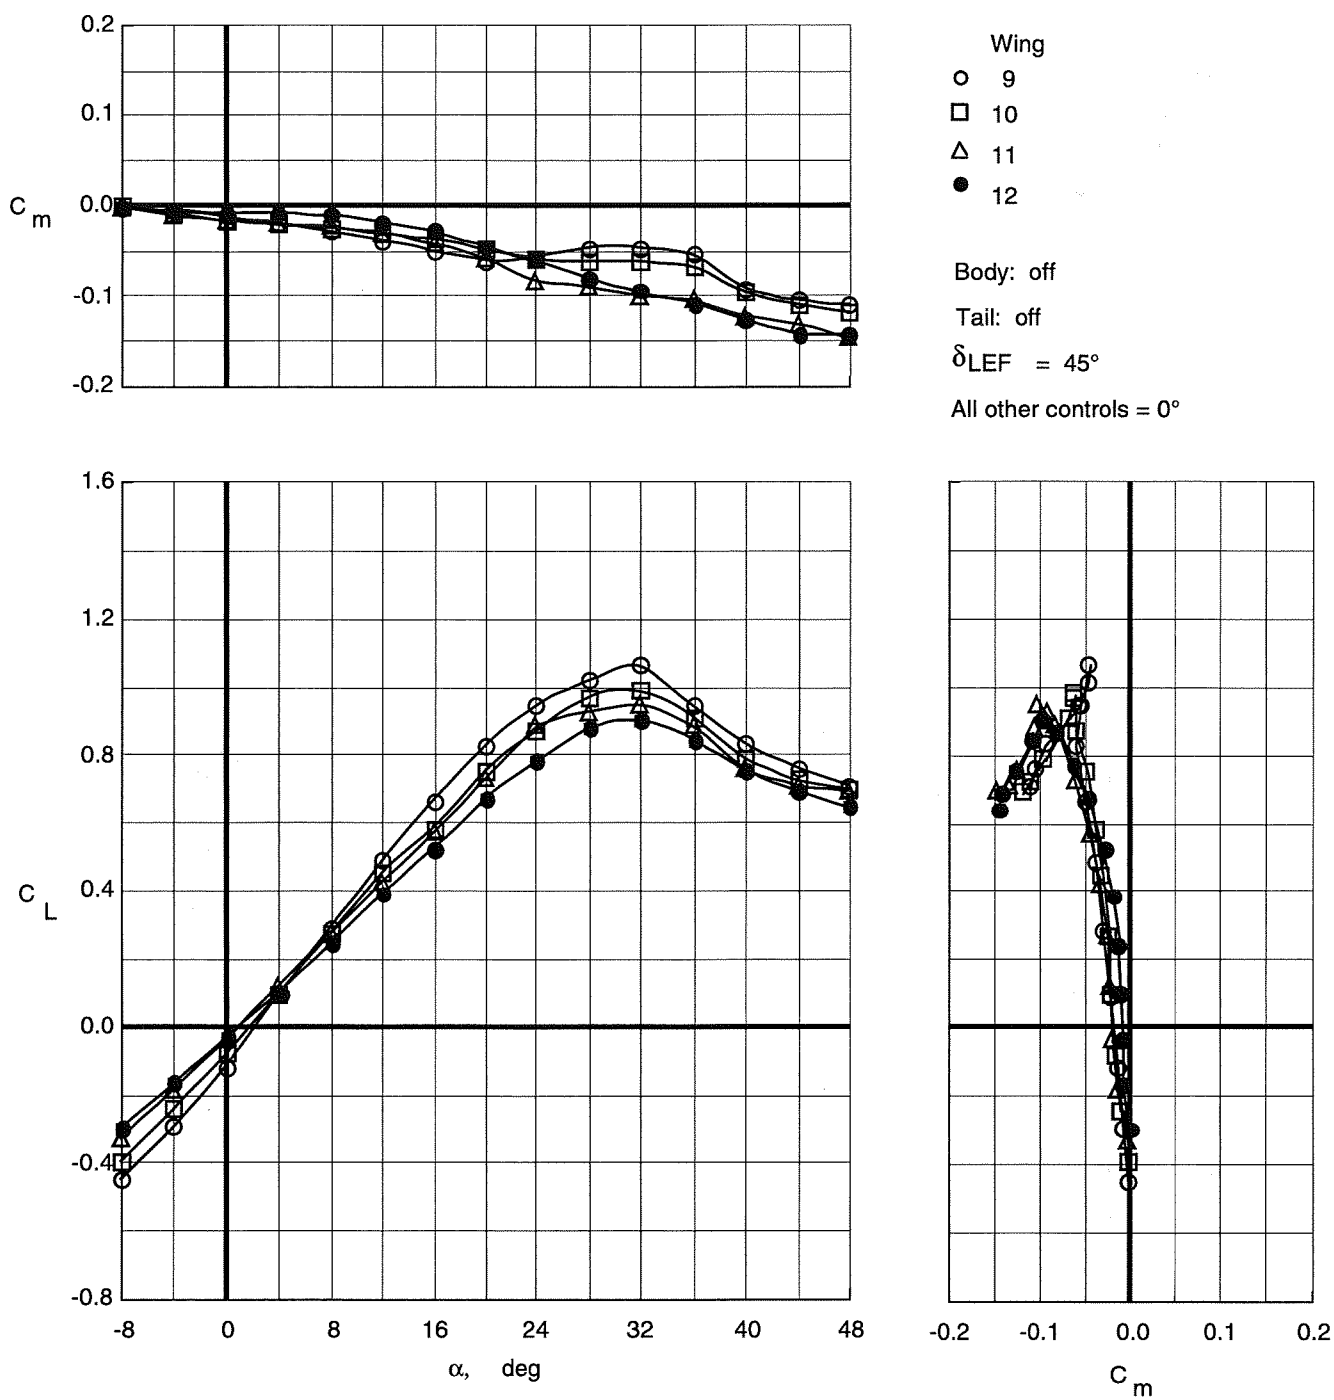 0.2
0.1
0.0
-0.1
-0.2
C m
Wing
9
10
11
12
Body: off
Tail: off
δLEF = 45°
All other controls = 0°
1.6
1.2
0.8
0.4
0.0
-0.4
-0.8
C L
-8 0 8 16 24 32 40 48
α, deg
-0.2 -0.1 0.0 0.1 0.2
C m